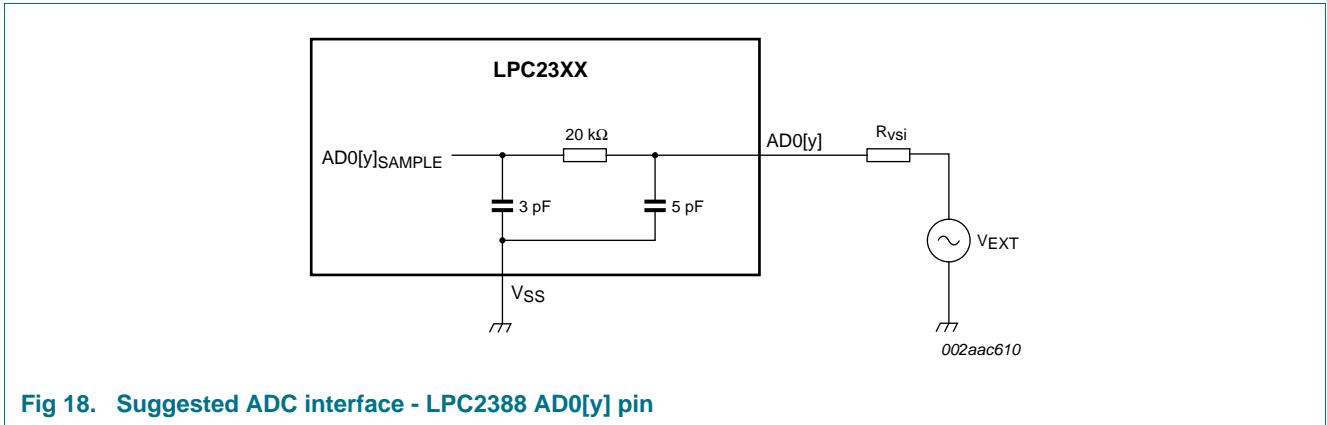 LPC23XX
20 kΩ
AD0[y]
Rvsi
AD0[y]SAMPLE
3 pF
5 pF
VEXT
VSS
002aac610
Fig 18. Suggested ADC interface - LPC2388 AD0[y] pin